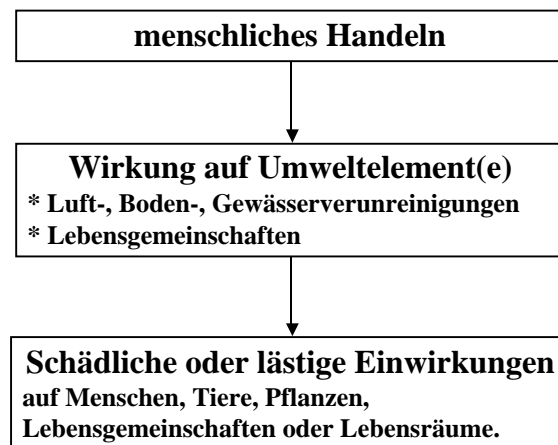 menschliches Handeln
Wirkung auf Umweltelement(e)
* Luft-, Boden-, Gewässerverunreinigungen
* Lebensgemeinschaften
Schädliche oder lästige Einwirkungen
auf Menschen, Tiere, Pflanzen,
Lebensgemeinschaften oder Lebensräume.